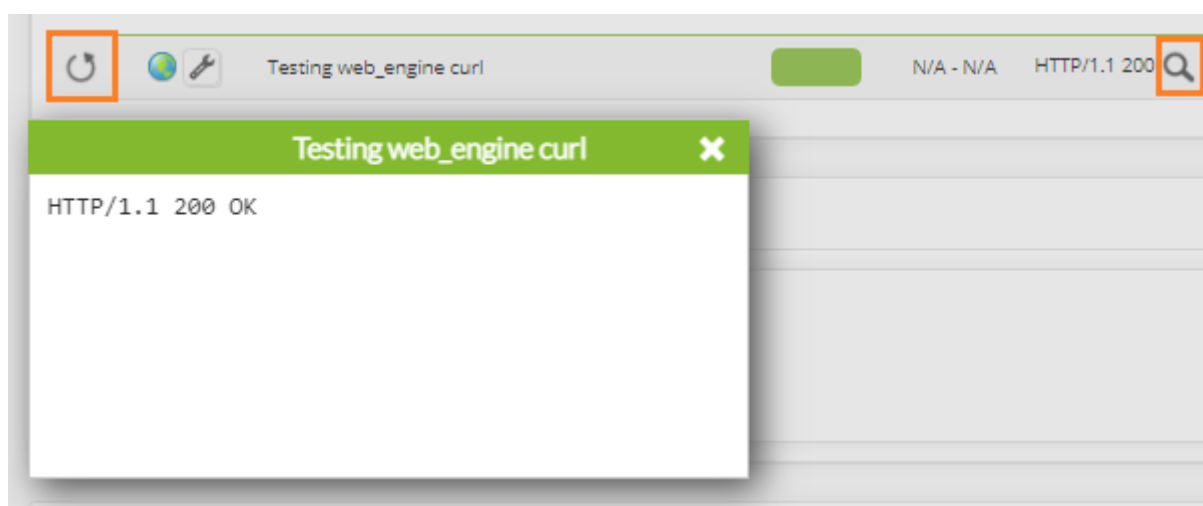 Testing web_engine curl N/A - N/A HTTP/1.1 200
Testing web_engine curl
HTTP/1.1 200 OK